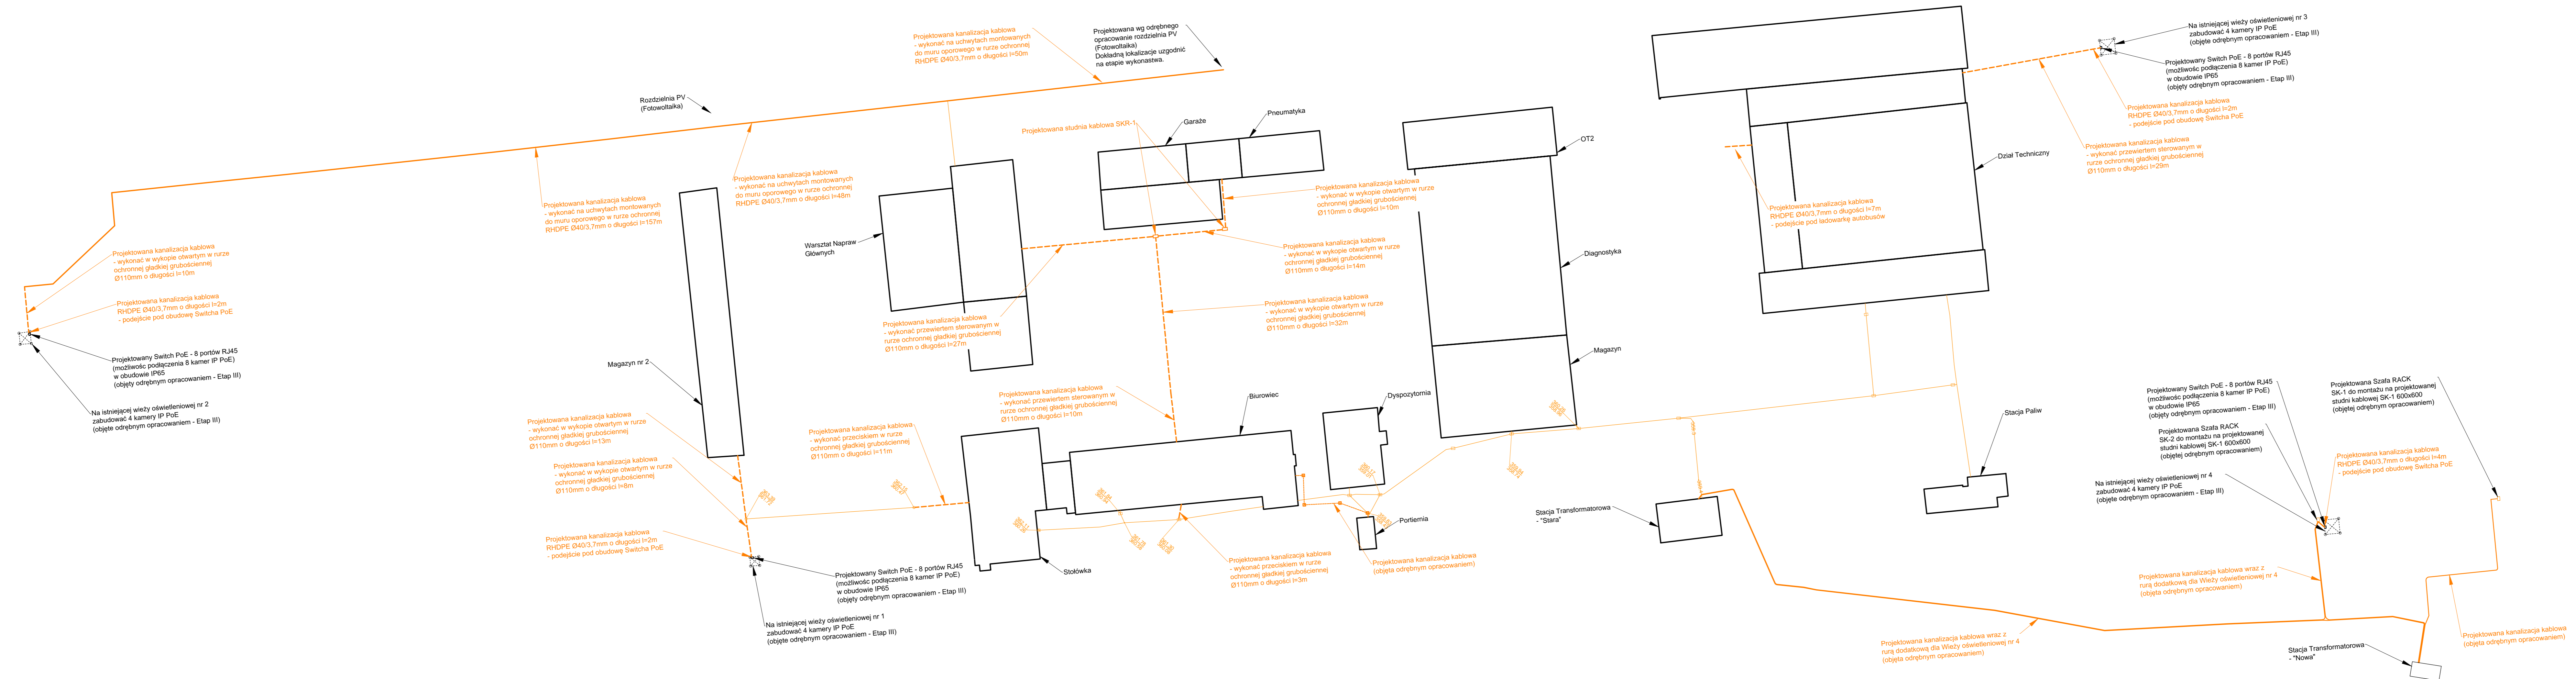 Projektowana kanalizacja kablowa
- wykonać na uchwytach montowanych
do muru oporowego w rurze ochronnej
RHDPE Ø40/3,7mm o długości l=50m
Projektowana wg odrębnego
opracowanie rozdzielnia PV
(Fotowoltaika)
Dokładną lokalizacje uzgodnić
na etapie wykonastwa.
Na istniejącej wieży oświetleniowej nr 3
zabudować 4 kamery IP PoE
(objęte odrębnym opracowaniem - Etap III)
Projektowany Switch PoE - 8 portów RJ45
(możliwośc podłączenia 8 kamer IP PoE)
w obudowie IP65
(objęty odrębnym opracowaniem - Etap III)
Rozdzielnia PV
(Fotowoltaika)
Projektowana kanalizacja kablowa
RHDPE Ø40/3,7mm o długości l=2m
- podejście pod obudowę Switcha PoE
Projektowana studnia kablowa SKR-1
Garaże
Pneumatyka
OT2
Projektowana kanalizacja kablowa
- wykonać przewiertem sterowanym w
rurze ochronnej gładkiej grubościennej
Ø110mm o długości l=29m
Dział Techniczny
Projektowana kanalizacja kablowa
- wykonać na uchwytach montowanych
do muru oporowego w rurze ochronnej
RHDPE Ø40/3,7mm o długości l=48m
Projektowana kanalizacja kablowa
- wykonać na uchwytach montowanych
do muru oporowego w rurze ochronnej
RHDPE Ø40/3,7mm o długości l=157m
Projektowana kanalizacja kablowa
- wykonać w wykopie otwartym w rurze
ochronnej gładkiej grubościennej
Ø110mm o długości l=10m
Projektowana kanalizacja kablowa
RHDPE Ø40/3,7mm o długości l=7m
- podejście pod ładowarkę autobusów
Warsztat Napraw
Głównych
Projektowana kanalizacja kablowa
- wykonać w wykopie otwartym w rurze
ochronnej gładkiej grubościennej
Ø110mm o długości l=14m
Diagnostyka
Projektowana kanalizacja kablowa
- wykonać w wykopie otwartym w rurze
ochronnej gładkiej grubościennej
Ø110mm o długości l=10m
Projektowana kanalizacja kablowa
RHDPE Ø40/3,7mm o długości l=2m
- podejście pod obudowę Switcha PoE
Projektowana kanalizacja kablowa
- wykonać w wykopie otwartym w rurze
ochronnej gładkiej grubościennej
Ø110mm o długości l=32m
Projektowana kanalizacja kablowa
- wykonać przewiertem sterowanym w
rurze ochronnej gładkiej grubościennej
Ø110mm o długości l=27m
Projektowany Switch PoE - 8 portów RJ45
(możliwośc podłączenia 8 kamer IP PoE)
w obudowie IP65
(objęty odrębnym opracowaniem - Etap III)
Magazyn nr 2
Magazyn
Na istniejącej wieży oświetleniowej nr 2
zabudować 4 kamery IP PoE
(objęte odrębnym opracowaniem - Etap III)
Projektowana kanalizacja kablowa
- wykonać przewiertem sterowanym w
rurze ochronnej gładkiej grubościennej
Ø110mm o długości l=10m
Biurowiec
Dyspozytornia
Projektowany Switch PoE - 8 portów RJ45
(możliwośc podłączenia 8 kamer IP PoE)
w obudowie IP65
(objęty odrębnym opracowaniem - Etap III)
Projektowana Szafa RACK
SK-1 do montażu na projektowanej
studni kablowej SK-1 600x600
(objętej odrębnym opracowaniem)
Stacja Paliw
Projektowana kanalizacja kablowa
- wykonać w wykopie otwartym w rurze
ochronnej gładkiej grubościennej
Ø110mm o długości l=13m
Projektowana kanalizacja kablowa
- wykonać przeciskiem w rurze
ochronnej gładkiej grubościennej
Ø110mm o długości l=11m
Projektowana Szafa RACK
SK-2 do montażu na projektowanej
studni kablowej SK-1 600x600
(objętej odrębnym opracowaniem)
Projektowana kanalizacja kablowa
RHDPE Ø40/3,7mm o długości l=4m
- podejście pod obudowę Switcha PoE
Projektowana kanalizacja kablowa
- wykonać w wykopie otwartym w rurze
ochronnej gładkiej grubościennej
Ø110mm o długości l=8m
Na istniejącej wieży oświetleniowej nr 4
zabudować 4 kamery IP PoE
(objęte odrębnym opracowaniem - Etap III)
Stacja Transformatorowa
- "Stara"
Portiernia
Projektowana kanalizacja kablowa
RHDPE Ø40/3,7mm o długości l=2m
- podejście pod obudowę Switcha PoE
Projektowana kanalizacja kablowa
- wykonać przeciskiem w rurze
ochronnej gładkiej grubościennej
Ø110mm o długości l=3m
Projektowana kanalizacja kablowa
(objęta odrębnym opracowaniem)
Stołówka
Projektowany Switch PoE - 8 portów RJ45
(możliwośc podłączenia 8 kamer IP PoE)
w obudowie IP65
(objęty odrębnym opracowaniem - Etap III)
Projektowana kanalizacja kablowa wraz z
rurą dodatkową dla Wieży oświetleniowej nr 4
(objęta odrębnym opracowaniem)
Na istniejącej wieży oświetleniowej nr 1
zabudować 4 kamery IP PoE
(objęte odrębnym opracowaniem - Etap III)
Projektowana kanalizacja kablowa wraz z
rurą dodatkową dla Wieży oświetleniowej nr 4
(objęta odrębnym opracowaniem)
Projektowana kanalizacja kablowa
(objęta odrębnym opracowaniem)
Stacja Transformatorowa
- "Nowa"